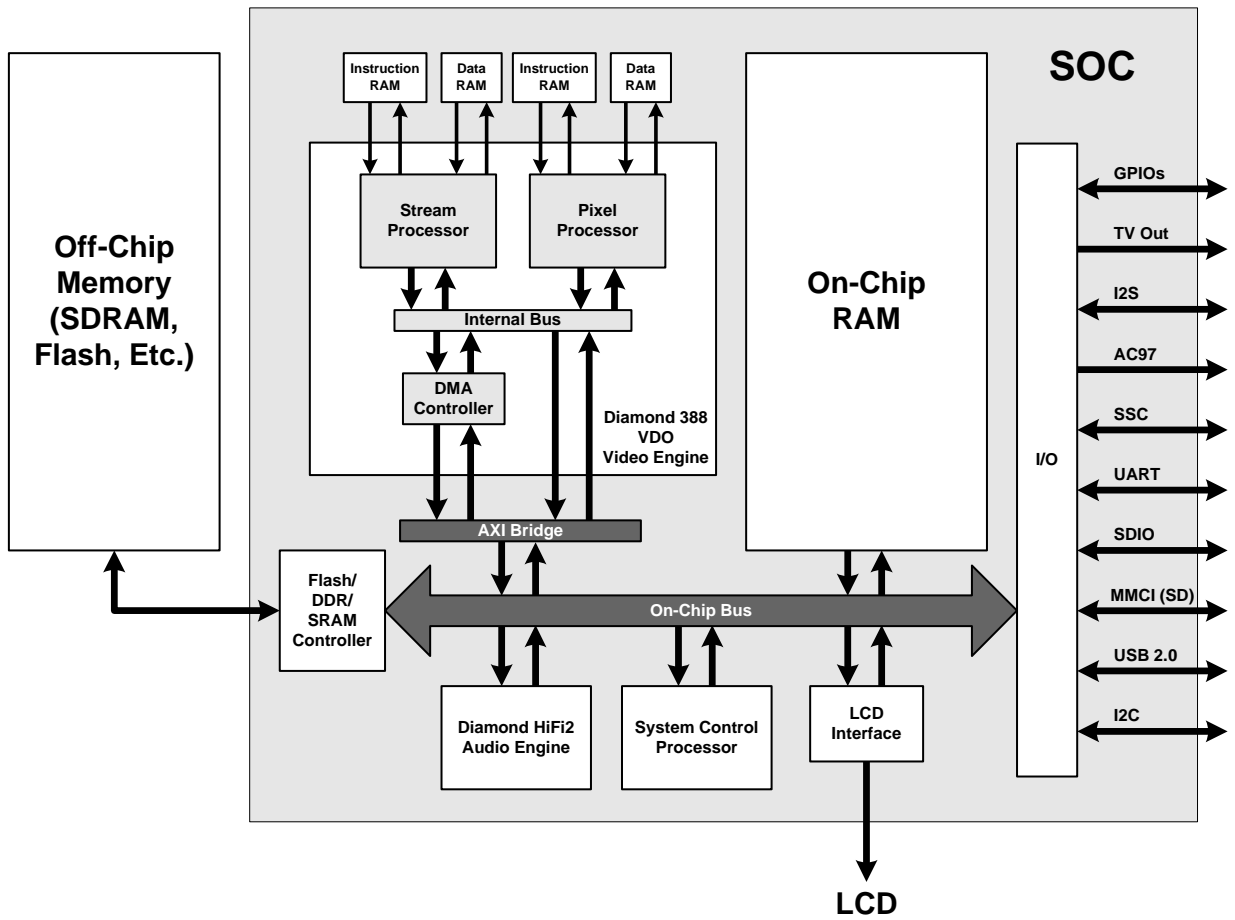 SOC
Instruction
RAM
Data
RAM
Instruction
RAM
Data
RAM
Off-Chip
Memory
(SDRAM,
Flash, Etc.)
Stream
Processor
Pixel
Processor
Internal Bus
DMA
Controller
Diamond 388
VDO
Video Engine
AXI Bridge
On-Chip
RAM
I/O
GPIOs
TV Out
I2S
AC97
SSC
UART
SDIO
MMCI (SD)
USB 2.0
I2C
Flash/
DDR/
SRAM
Controller
On-Chip Bus
Diamond HiFi2
Audio Engine
System Control
Processor
LCD
Interface
LCD